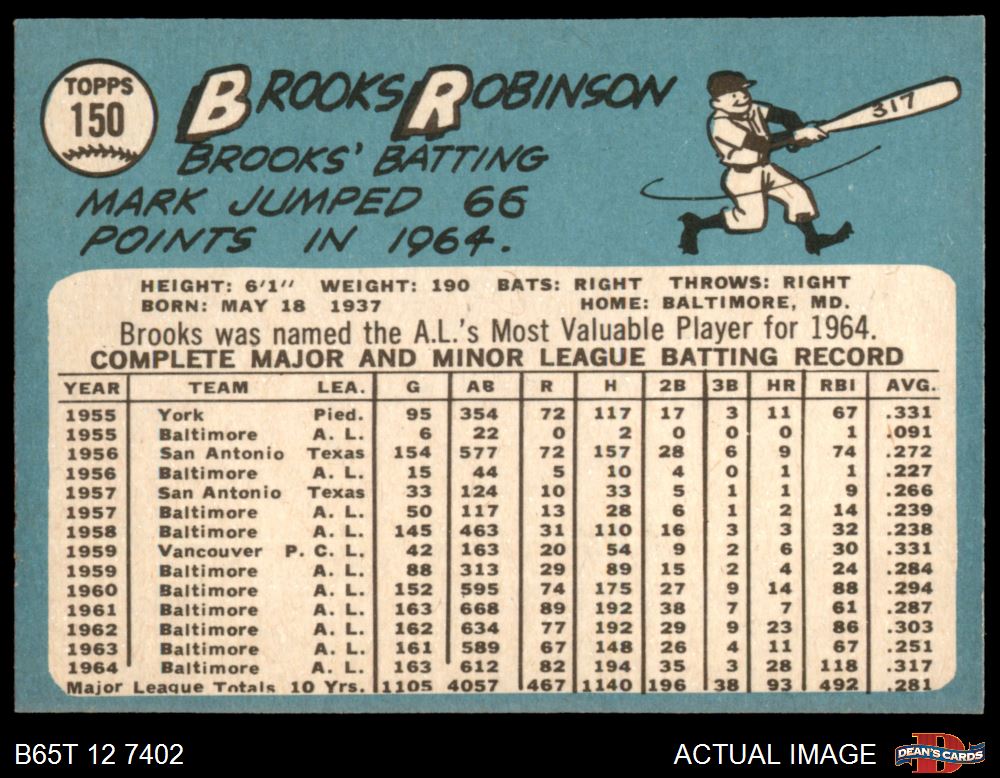 TOPPS
150
BROOKS ROBINSON
BROOKS' BATTING
MARK JUMPED 66
POINTS IN 1964.
317
HEIGHT: 6'1" WEIGHT: 190 BATS: RIGHT THROWS: RIGHT
BORN: MAY 18 1937 HOME: BALTIMORE, MD.
Brooks was named the A.L.'s Most Valuable Player for 1964.
COMPLETE MAJOR AND MINOR LEAGUE BATTING RECORD
YEAR TEAM LEA. G AB R H 2B 3B HR RBI AVG.
1955 York Pied. 95 354 72 117 17 3 11 67 .331
1955 Baltimore A. L. 6 22 0 2 0 0 0 1 .091
1956 San Antonio Texas 154 577 72 157 28 6 9 74 .272
1956 Baltimore A. L. 15 44 5 10 4 0 1 1 .227
1957 San Antonio Texas 33 124 10 33 5 1 1 9 .266
1957 Baltimore A. L. 50 117 13 28 6 1 2 14 .239
1958 Baltimore A. L. 145 463 31 110 16 3 3 32 .238
1959 Vancouver P. C. L. 42 163 20 54 9 2 6 30 .331
1959 Baltimore A. L. 88 313 29 89 15 2 4 24 .284
1960 Baltimore A. L. 152 595 74 175 27 9 14 88 .294
1961 Baltimore A. L. 163 668 89 192 38 7 7 61 .287
1962 Baltimore A. L. 162 634 77 192 29 9 23 86 .303
1963 Baltimore A. L. 161 589 67 148 26 4 11 67 .251
1964 Baltimore A. L. 163 612 82 194 35 3 28 118 .317
Major League Totals 10 Yrs. 1105 4057 467 1140 196 38 93 492 .281
B65T 12 7402
ACTUAL IMAGE
D
DEAN'S CARDS